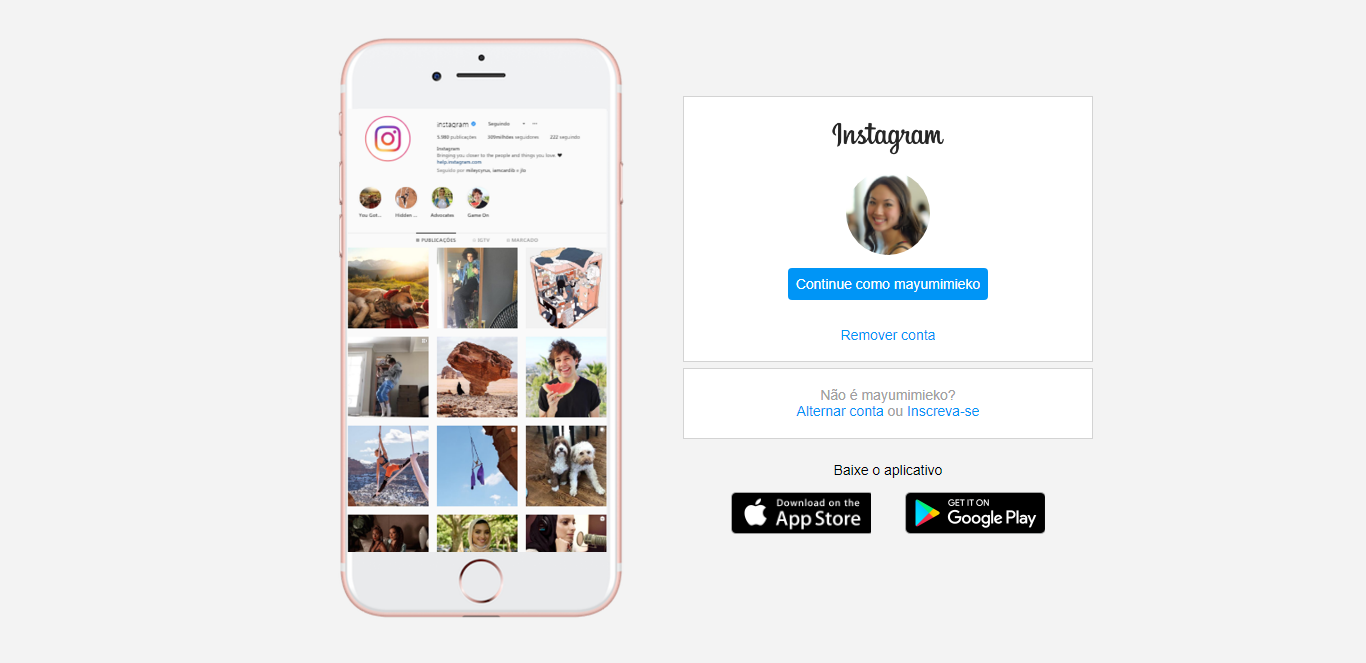 instagram Seguindo
5.980 publicações 309milhões seguidores 222 seguindo
Instagram
Bringing you closer to the people and things you love.
help.instagram.com
Seguido por mileycyrus, iamcardib e jlo
You Got... Hidden ... Advocates Game On
PUBLICAÇÕES IGTV MARCADO
Instagram
Continue como mayumimieko
Remover conta
Não é mayumimieko?
Alternar conta ou Inscreva-se
Baixe o aplicativo
Download on the
App Store
GET IT ON
Google Play